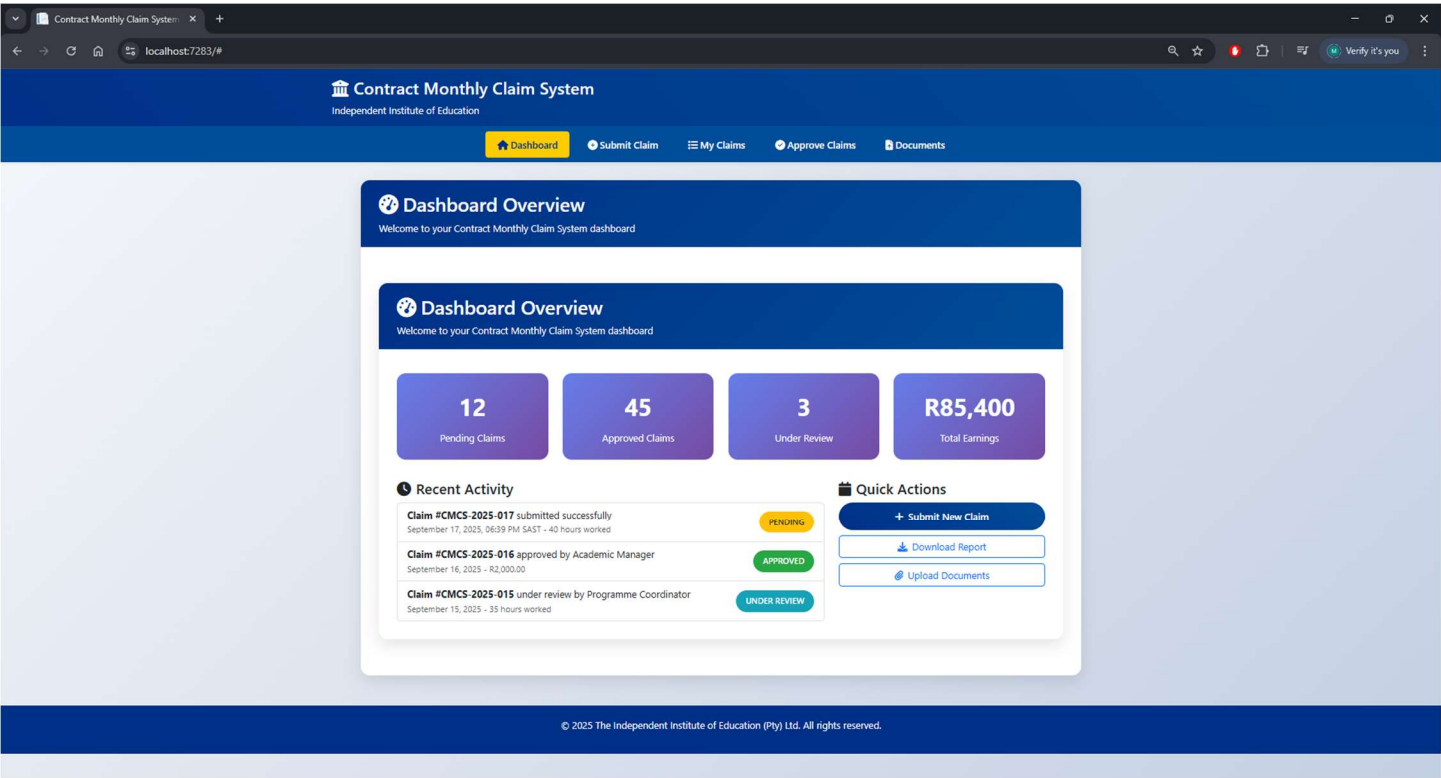 Contract Monthly Claim System
localhost:7283/#
Verify it's you
Contract Monthly Claim System
Independent Institute of Education
Dashboard
Submit Claim
My Claims
Approve Claims
Documents
Dashboard Overview
Welcome to your Contract Monthly Claim System dashboard
Dashboard Overview
Welcome to your Contract Monthly Claim System dashboard
12
Pending Claims
45
Approved Claims
3
Under Review
R85,400
Total Earnings
Recent Activity
Claim #CMCS-2025-017 submitted successfully
September 17, 2025, 06:39 PM SAST - 40 hours worked
PENDING
Claim #CMCS-2025-016 approved by Academic Manager
September 16, 2025 - R2,000.00
APPROVED
Claim #CMCS-2025-015 under review by Programme Coordinator
September 15, 2025 - 35 hours worked
UNDER REVIEW
Quick Actions
+ Submit New Claim
Download Report
Upload Documents
© 2025 The Independent Institute of Education (Pty) Ltd. All rights reserved.